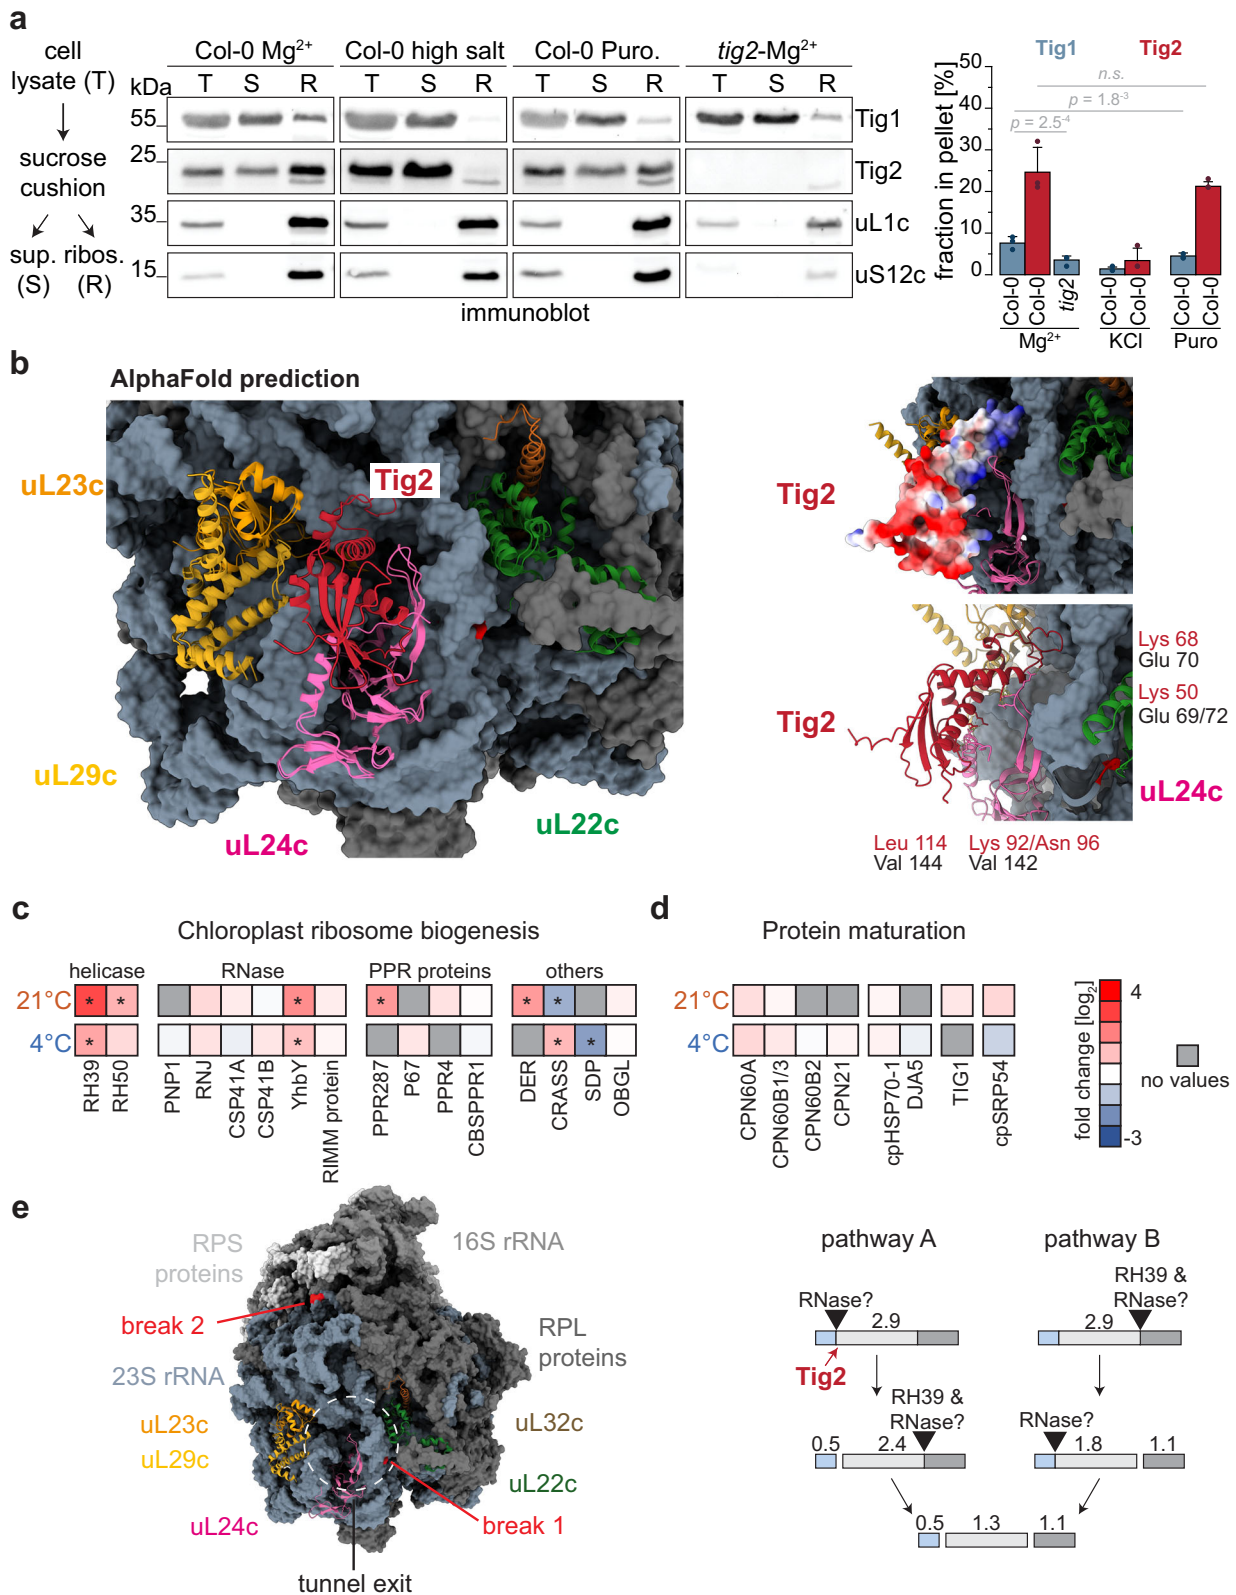 a
cell
lysate (T)
sucrose
cushion
sup. ribos.
(S) (R)
Col-0 Mg2+ Col-0 high salt Col-0 Puro. tig2-Mg2+
kDa T S R T S R T S R T S R
55 Tig1
25 Tig2
35 uL1c
15 uS12c
immunoblot
Tig1 Tig2
n.s.
p = 1.8-3
p = 2.5-4
fraction in pellet [%]
50
40
30
20
10
0
Col-0 Col-0 tig2 Col-0 Col-0 Col-0 Col-0
Mg2+ KCl Puro
b
AlphaFold prediction
uL23c
Tig2
uL29c
uL24c
uL22c
Tig2
Tig2
Lys 68
Glu 70
Lys 50
Glu 69/72
uL24c
Leu 114 Lys 92/Asn 96
Val 144 Val 142
c
Chloroplast ribosome biogenesis
helicase RNase PPR proteins others
21°C * * * * * *
4°C * * * *
RH39 RH50 PNP1 RNJ CSP41A CSP41B YhbY RIMM protein PPR287 P67 PPR4 CBSPPR1 DER CRASS SDP OBGL
d
Protein maturation
21°C
4°C
CPN60A CPN60B1/3 CPN60B2 CPN21 cpHSP70-1 DJA5 TIG1 cpSRP54
fold change [log2]
4
-3
no values
e
RPS
proteins
16S rRNA
break 2
RPL
proteins
23S rRNA
uL23c
uL32c
uL29c
uL22c
uL24c
break 1
tunnel exit
pathway A pathway B
RNase?
2.9
Tig2
RH39 &
RNase?
0.5 2.4
RH39 &
RNase?
2.9
RNase?
1.8 1.1
0.5 1.3 1.1